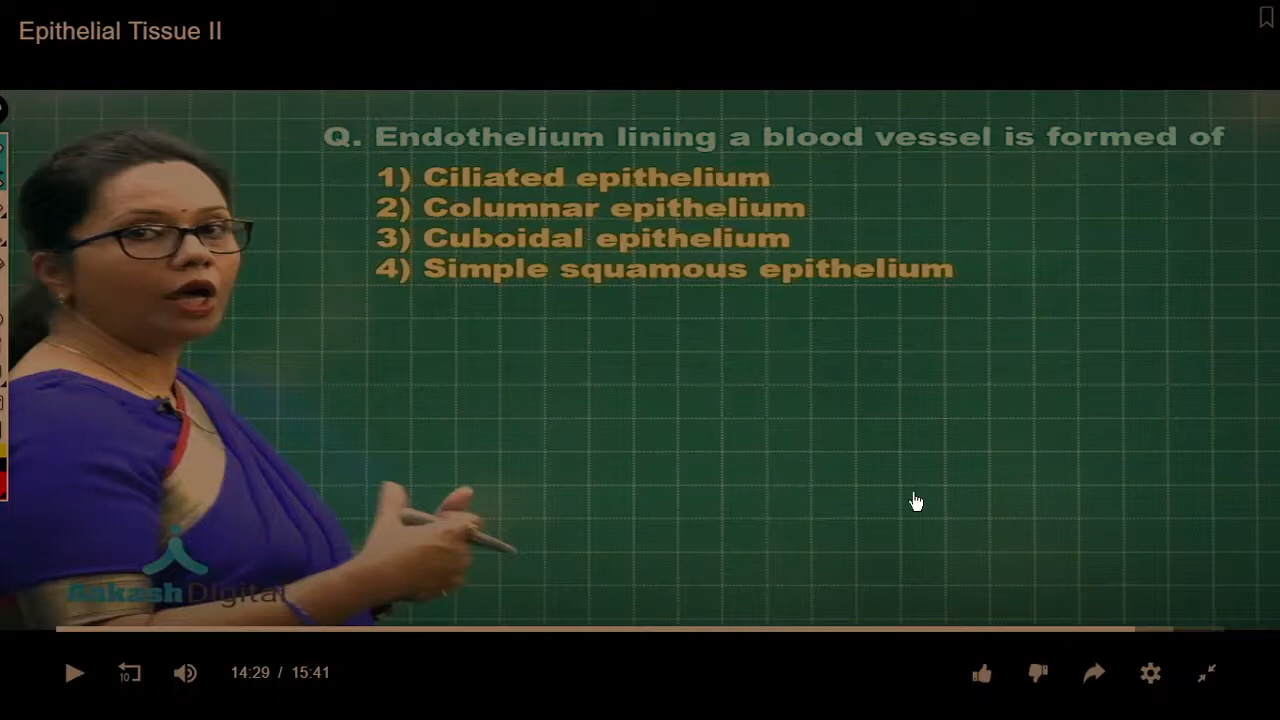 Epithelial Tissue II
Q. Endothelium lining a blood vessel is formed of
1) Ciliated epithelium
2) Columnar epithelium
3) Cuboidal epithelium
4) Simple squamous epithelium
Aakash Digital
10
14:29 / 15:41